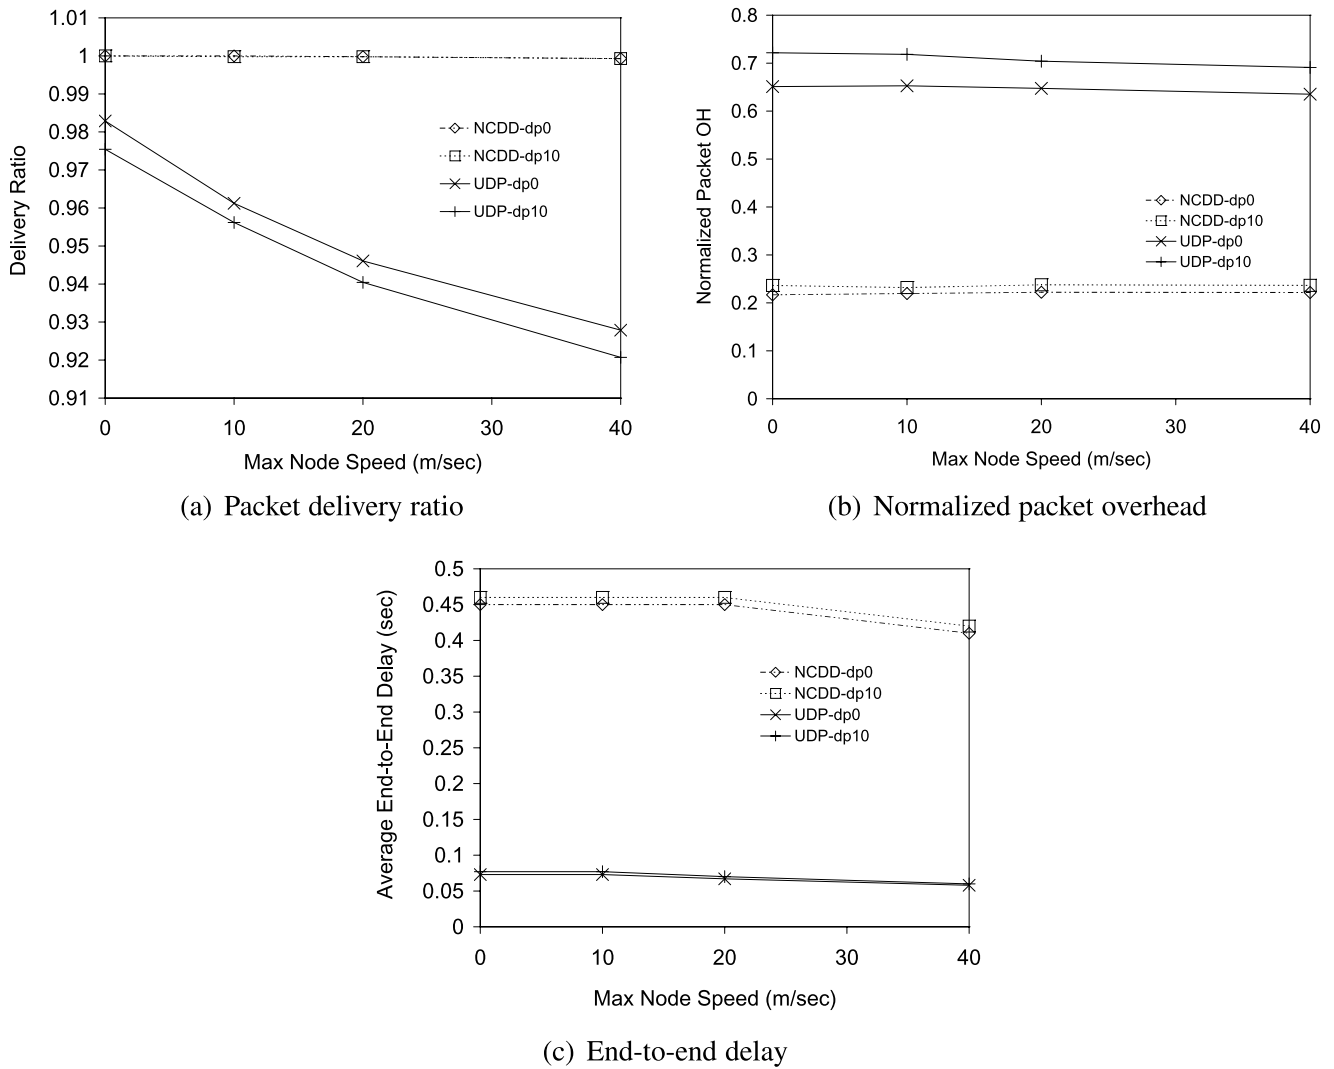 1.01
1
0.99
0.98
0.97
0.96
0.95
0.94
0.93
0.92
0.91
Delivery Ratio
NCDD-dp0
NCDD-dp10
UDP-dp0
UDP-dp10
0 10 20 30 40
Max Node Speed (m/sec)
(a) Packet delivery ratio
0.8
0.7
0.6
0.5
0.4
0.3
0.2
0.1
0
Normalized Packet OH
NCDD-dp0
NCDD-dp10
UDP-dp0
UDP-dp10
0 10 20 30 40
Max Node Speed (m/sec)
(b) Normalized packet overhead
0.5
0.45
0.4
0.35
0.3
0.25
0.2
0.15
0.1
0.05
0
Average End-to-End Delay (sec)
NCDD-dp0
NCDD-dp10
UDP-dp0
UDP-dp10
0 10 20 30 40
Max Node Speed (m/sec)
(c) End-to-end delay